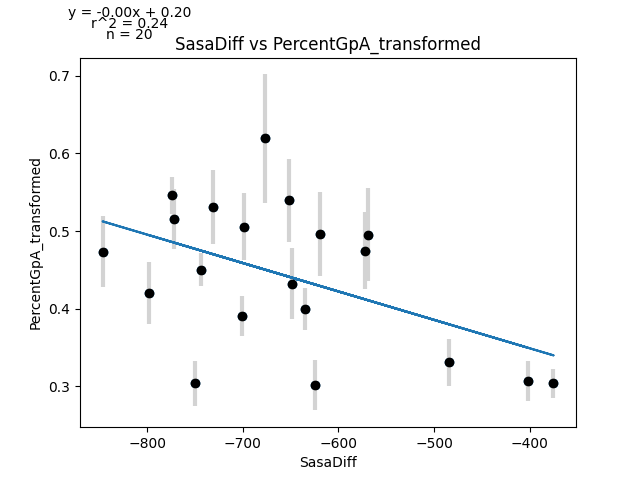 y = -0.00x + 0.20
r^2 = 0.24
n = 20
SasaDiff vs PercentGpA_transformed
PercentGpA_transformed
0.7
0.6
0.5
0.4
0.3
−800
−700
−600
−500
−400
SasaDiff